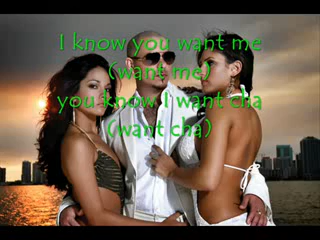 I know you want me
(want me)
you know I want cha
(want cha)